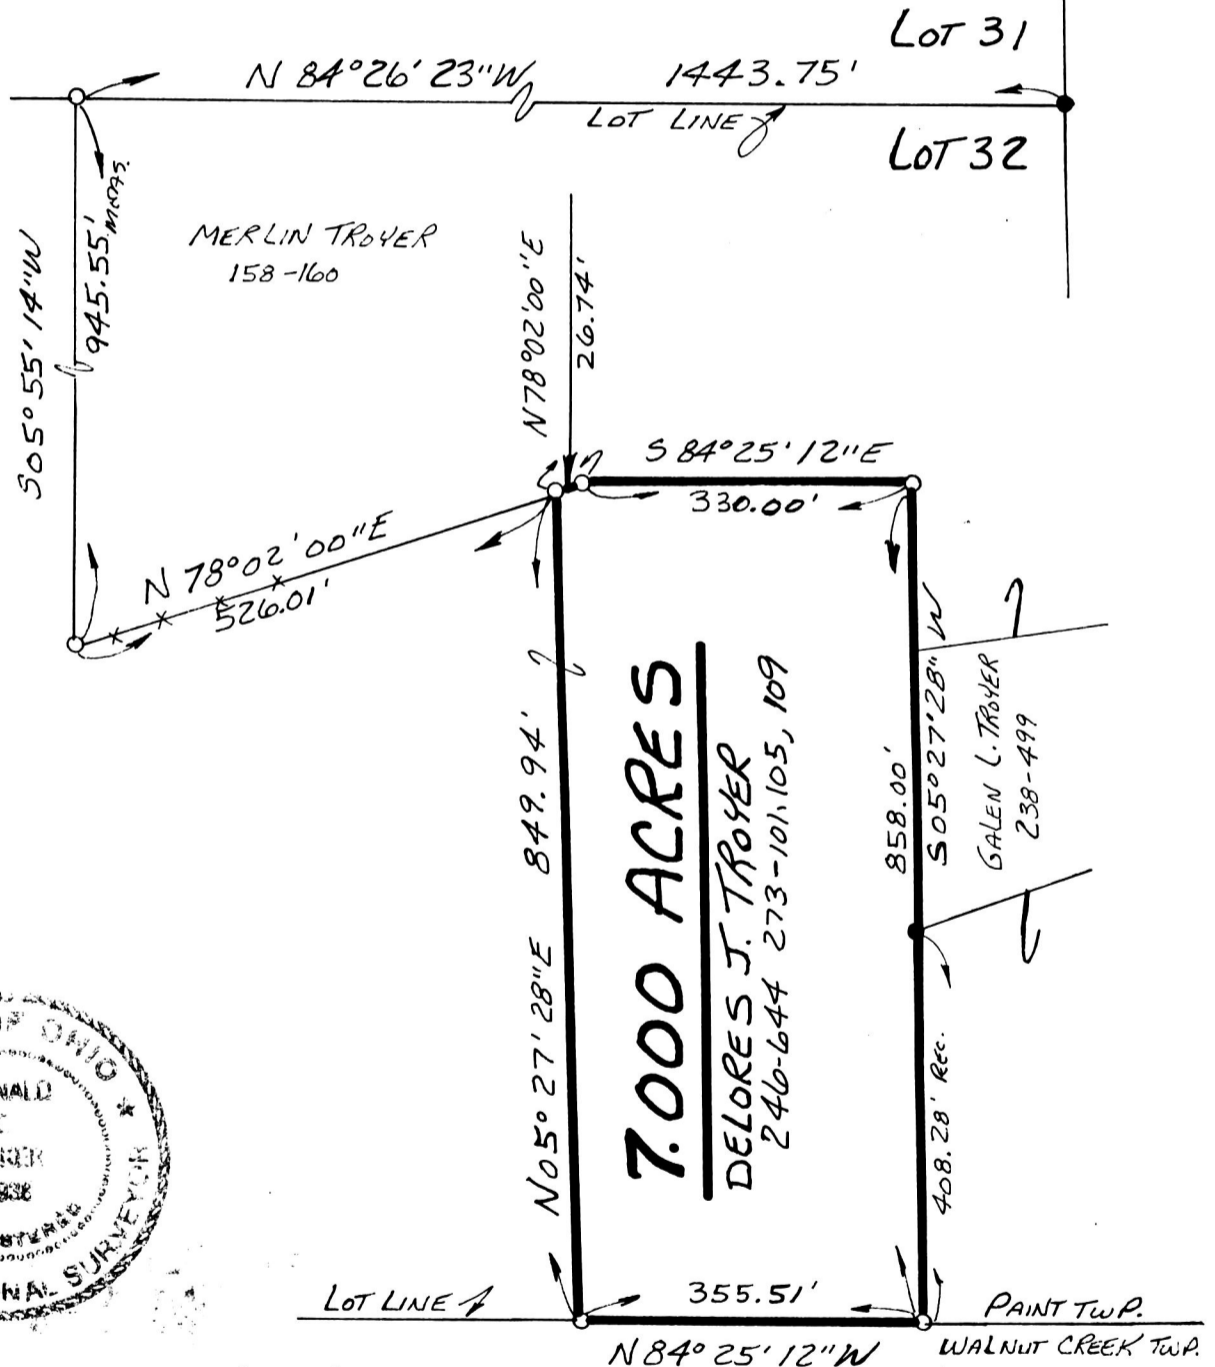 LOT 31
N 84°26'23"W 1443.75'
LOT LINE
LOT 32
S05°55'14"W
945.55'
MERLIN TROYER
158-160
N78°02'00"E
26.74'
S 84°25'12"E
330.00'
N 78°02'00"E
526.01'
N05°27'28"E 849.94'
7.000 ACRES
DELORES J. TROYER
246-644 273-101,105, 109
858.00'
S05°27'28"W
GALEN L. TROYER
238-499
408.28' REC.
OF OHIO
SURVEYOR
LOT LINE
355.51'
N 84°25'12"W
PAINT TWP.
WALNUT CREEK TWP.